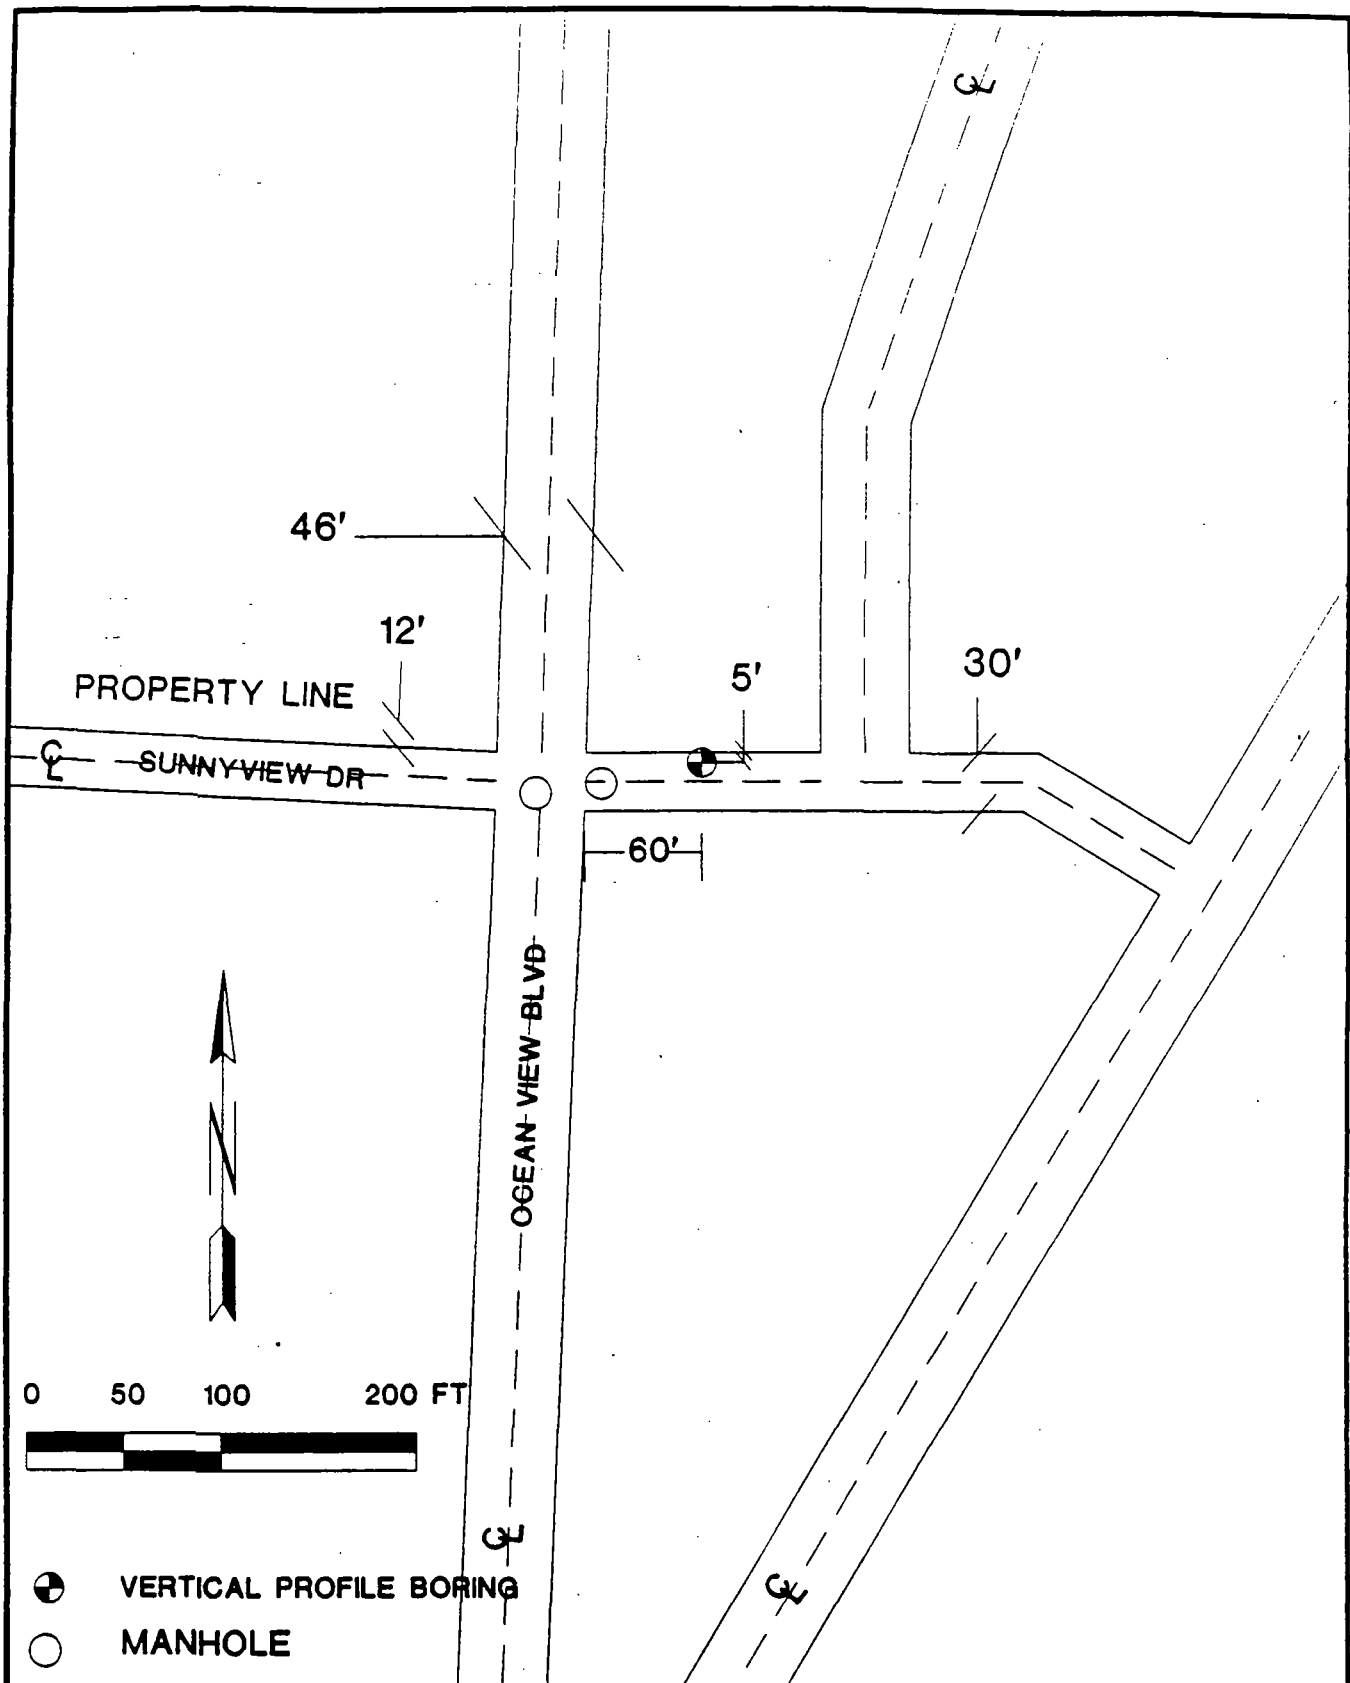 ℄
46'
12'
PROPERTY LINE
5'
30'
℄ SUNNYVIEW DR
60'
OCEAN VIEW BLVD
N
0 50 100 200 FT
℄
℄
VERTICAL PROFILE BORING
MANHOLE